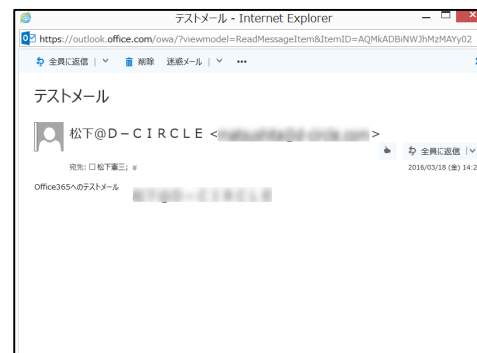 テストメール - Internet Explorer
https://outlook.office.com/owa/?viewmodel=ReadMessageItem&ItemID=AQMkADBiNWJhMzMAYy02
全員に返信 | 削除 迷惑メール | •••
テストメール
松下@D－CIRCLE < >
全員に返信 |
宛先: 松下憲三;
2016/03/18 (金) 14:2
Office365へのテストメール